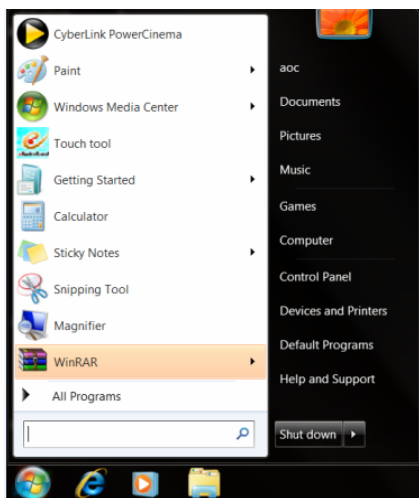 CyberLink PowerCinema
Paint
Windows Media Center
Touch tool
Getting Started
Calculator
Sticky Notes
Snipping Tool
Magnifier
WinRAR
All Programs
aoc
Documents
Pictures
Music
Games
Computer
Control Panel
Devices and Printers
Default Programs
Help and Support
Shut down